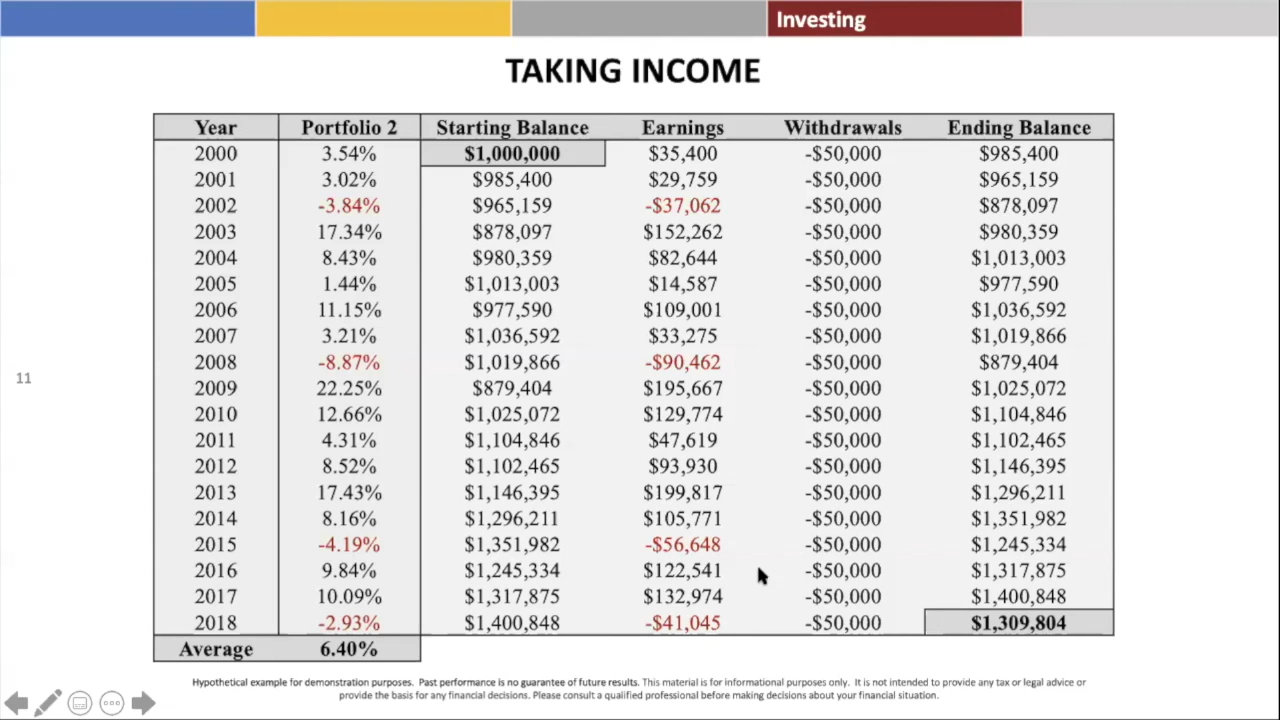 Investing
TAKING INCOME
Year Portfolio 2 Starting Balance Earnings Withdrawals Ending Balance
2000 3.54% $1,000,000 $35,400 -$50,000 $985,400
2001 3.02% $985,400 $29,759 -$50,000 $965,159
2002 -3.84% $965,159 -$37,062 -$50,000 $878,097
2003 17.34% $878,097 $152,262 -$50,000 $980,359
2004 8.43% $980,359 $82,644 -$50,000 $1,013,003
2005 1.44% $1,013,003 $14,587 -$50,000 $977,590
2006 11.15% $977,590 $109,001 -$50,000 $1,036,592
2007 3.21% $1,036,592 $33,275 -$50,000 $1,019,866
2008 -8.87% $1,019,866 -$90,462 -$50,000 $879,404
2009 22.25% $879,404 $195,667 -$50,000 $1,025,072
2010 12.66% $1,025,072 $129,774 -$50,000 $1,104,846
2011 4.31% $1,104,846 $47,619 -$50,000 $1,102,465
2012 8.52% $1,102,465 $93,930 -$50,000 $1,146,395
2013 17.43% $1,146,395 $199,817 -$50,000 $1,296,211
2014 8.16% $1,296,211 $105,771 -$50,000 $1,351,982
2015 -4.19% $1,351,982 -$56,648 -$50,000 $1,245,334
2016 9.84% $1,245,334 $122,541 -$50,000 $1,317,875
2017 10.09% $1,317,875 $132,974 -$50,000 $1,400,848
2018 -2.93% $1,400,848 -$41,045 -$50,000 $1,309,804
Average 6.40%
11
Hypothetical example for demonstration purposes. Past performance is no guarantee of future results. This material is for informational purposes only. It is not intended to provide any tax or legal advice or
provide the basis for any financial decisions. Please consult a qualified professional before making decisions about your financial situation.